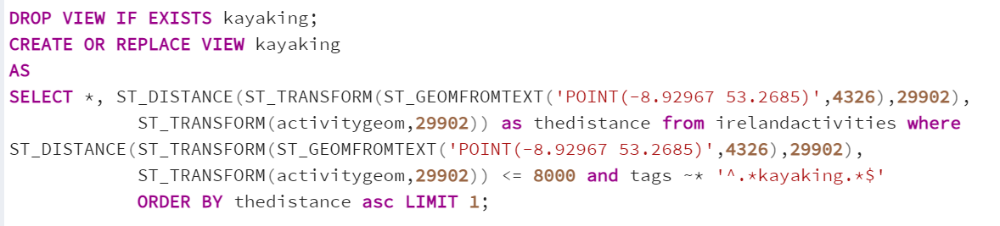 DROP VIEW IF EXISTS kayaking;
CREATE OR REPLACE VIEW kayaking
AS
SELECT *, ST_DISTANCE(ST_TRANSFORM(ST_GEOMFROMTEXT('POINT(-8.92967 53.2685)',4326),29902),
ST_TRANSFORM(activitygeom,29902)) as thedistance from irelandactivities where
ST_DISTANCE(ST_TRANSFORM(ST_GEOMFROMTEXT('POINT(-8.92967 53.2685)',4326),29902),
ST_TRANSFORM(activitygeom,29902)) <= 8000 and tags ~* '^.*kayaking.*$'
ORDER BY thedistance asc LIMIT 1;